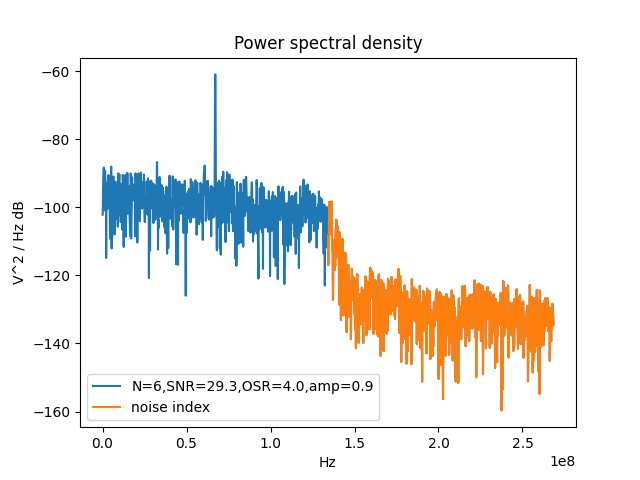 Power spectral density
V^2 / Hz dB
−60
−80
−100
−120
−140
−160
N=6,SNR=29.3,OSR=4.0,amp=0.9
noise index
0.0 0.5 1.0 1.5 2.0 2.5
1e8
Hz